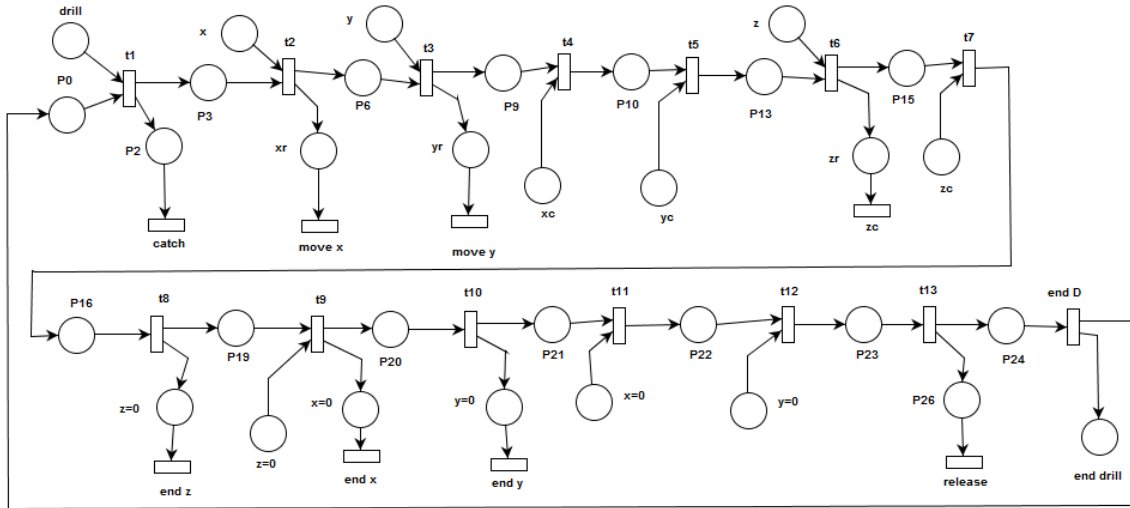 drill
x
y
z
t1
t2
t3
t4
t5
t6
t7
P0
P3
P6
P9
P10
P13
P15
P2
xr
yr
zr
xc
yc
zc
catch
move x
move y
zc
P16
t8
t9
t10
t11
t12
t13
end D
P19
P20
P21
P22
P23
P24
z=0
x=0
y=0
x=0
y=0
P26
z=0
end z
end x
end y
release
end drill